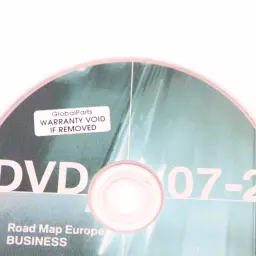 GlobalParts
WARRANTY VOID
IF REMOVED
DVD 07-2
Road Map Europe
BUSINESS